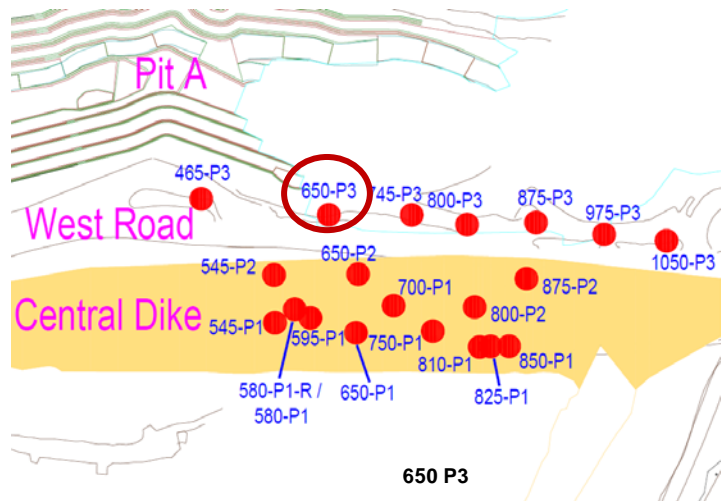 Pit A
465-P3
650-P3
745-P3
800-P3
875-P3
975-P3
1050-P3
West Road
545-P2
650-P2
875-P2
700-P1
800-P2
Central Dike
545-P1
595-P1
750-P1
810-P1
850-P1
580-P1-R /
580-P1
650-P1
825-P1
650 P3